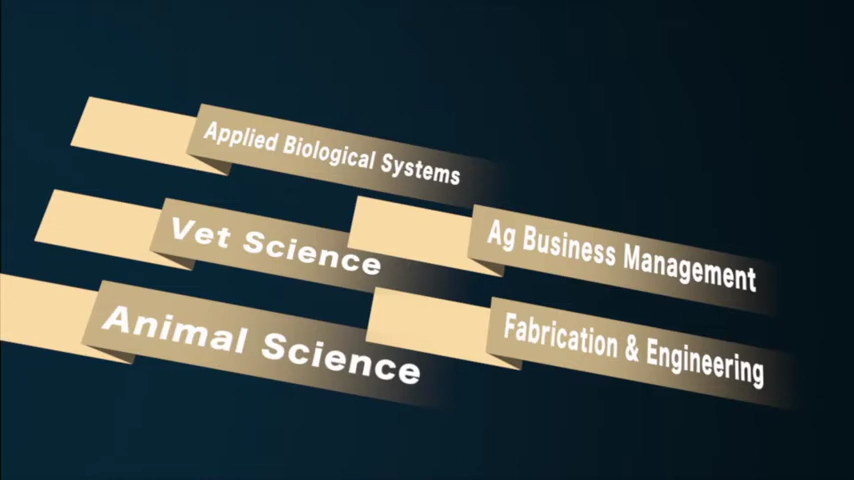 Applied Biological Systems
Vet Science
Ag Business Management
Animal Science
Fabrication & Engineering